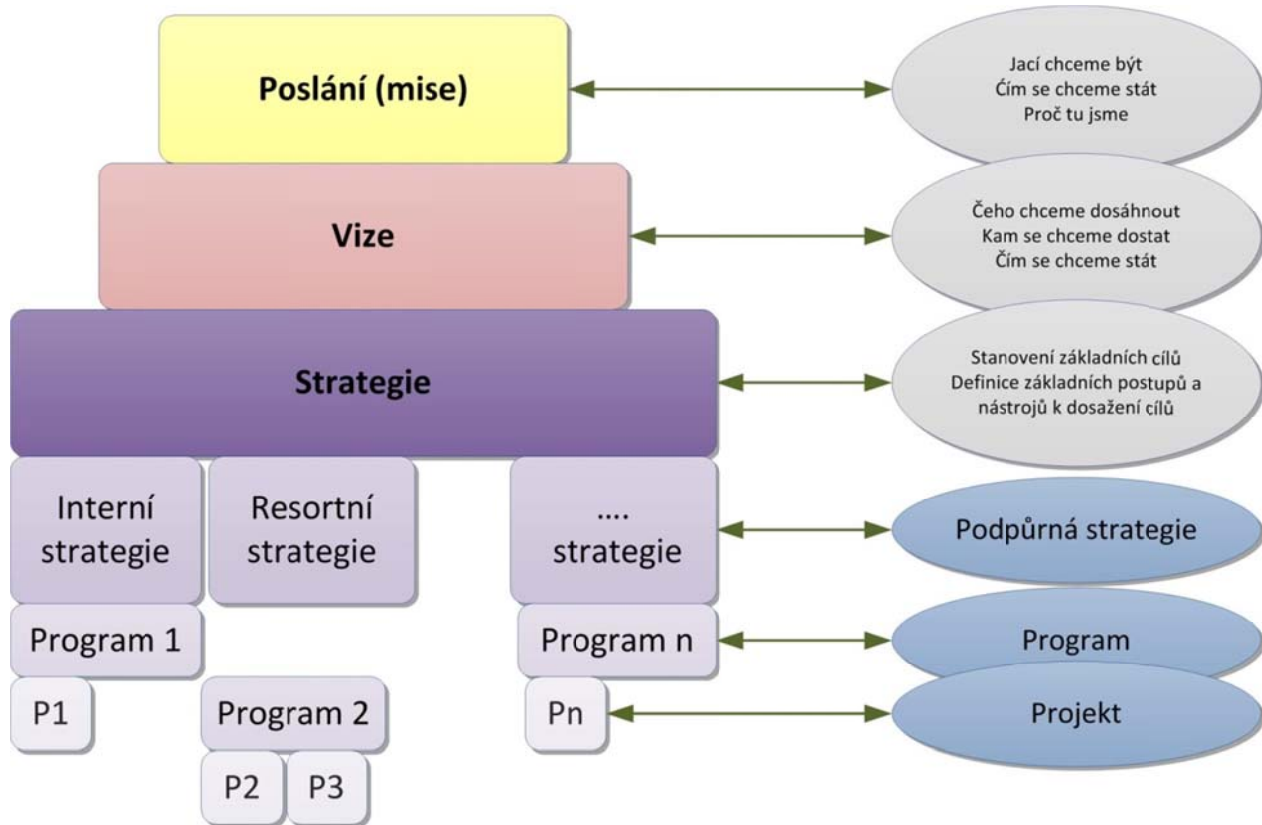 Poslání (mise)
Jací chceme být
Ćím se chceme stát
Proč tu jsme
Vize
Čeho chceme dosáhnout
Kam se chceme dostat
Čím se chceme stát
Strategie
Stanovení základních cílů
Definice základních postupů a
nástrojů k dosažení cílů
Interní
strategie
Resortní
strategie
....
strategie
Podpůrná strategie
Program 1
Program n
Program
P1
Program 2
Pn
Projekt
P2
P3